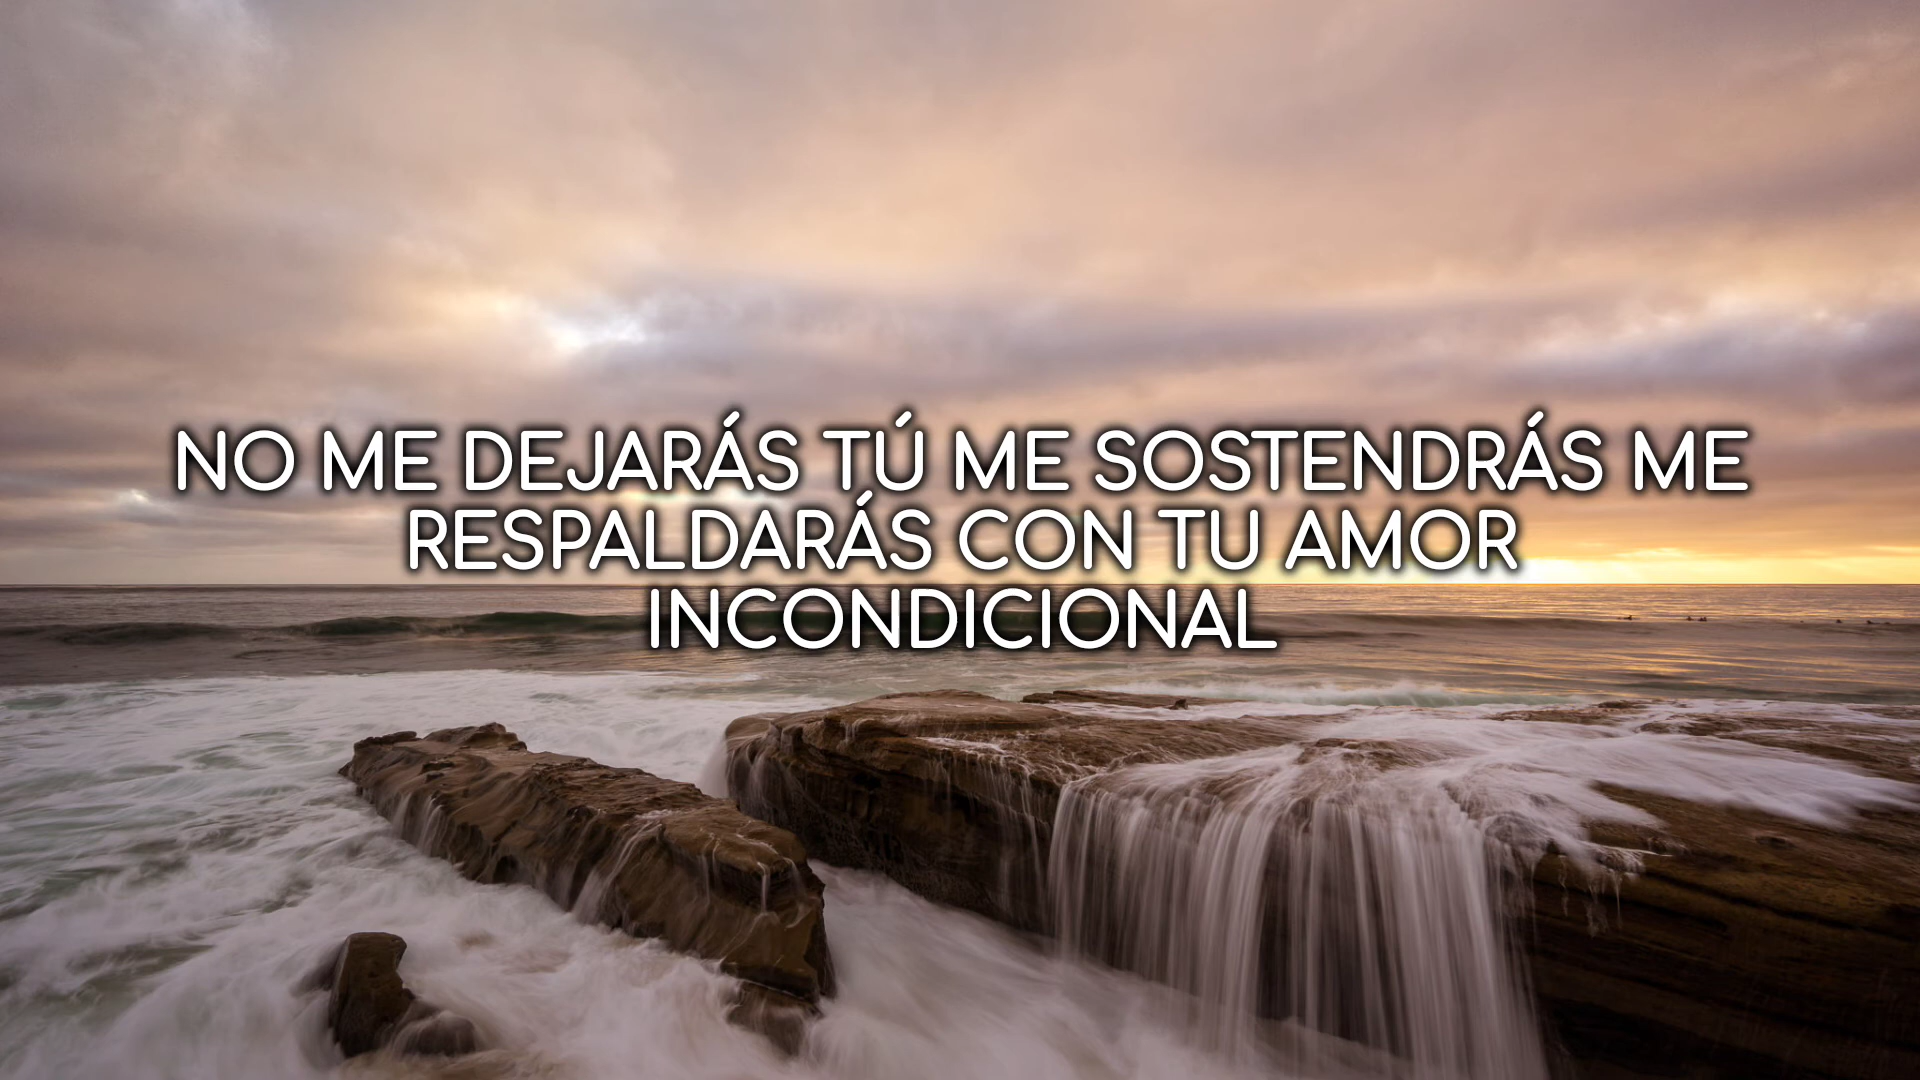 NO ME DEJARÁS TÚ ME SOSTENDRÁS ME
RESPALDARÁS CON TU AMOR
INCONDICIONAL